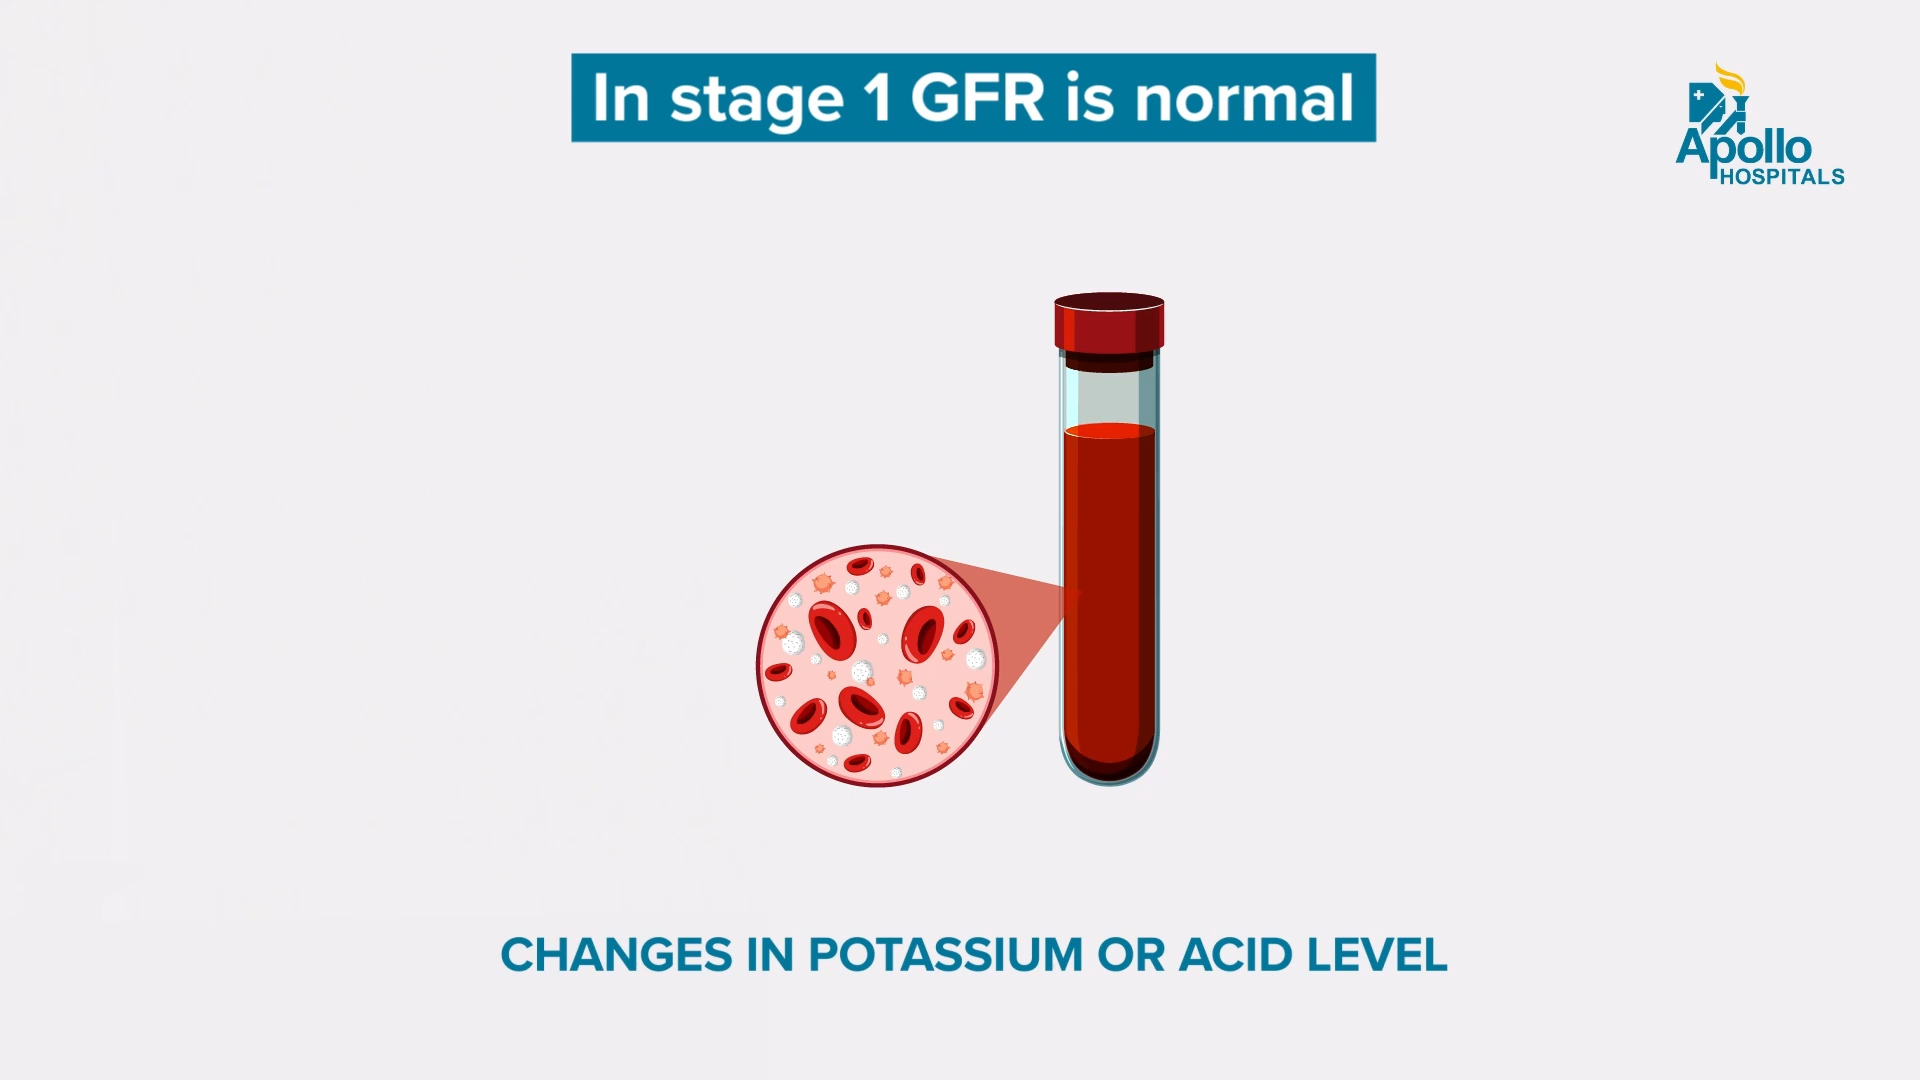 In stage 1 GFR is normal
Apollo
HOSPITALS
CHANGES IN POTASSIUM OR ACID LEVEL